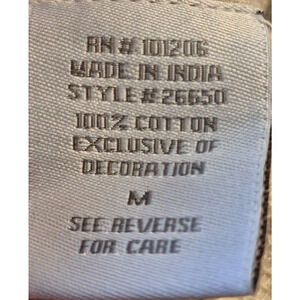 RN # 101206
MADE IN INDIA
STYLE # 26650
100% COTTON
EXCLUSIVE OF
DECORATION
M
SEE REVERSE
FOR CARE